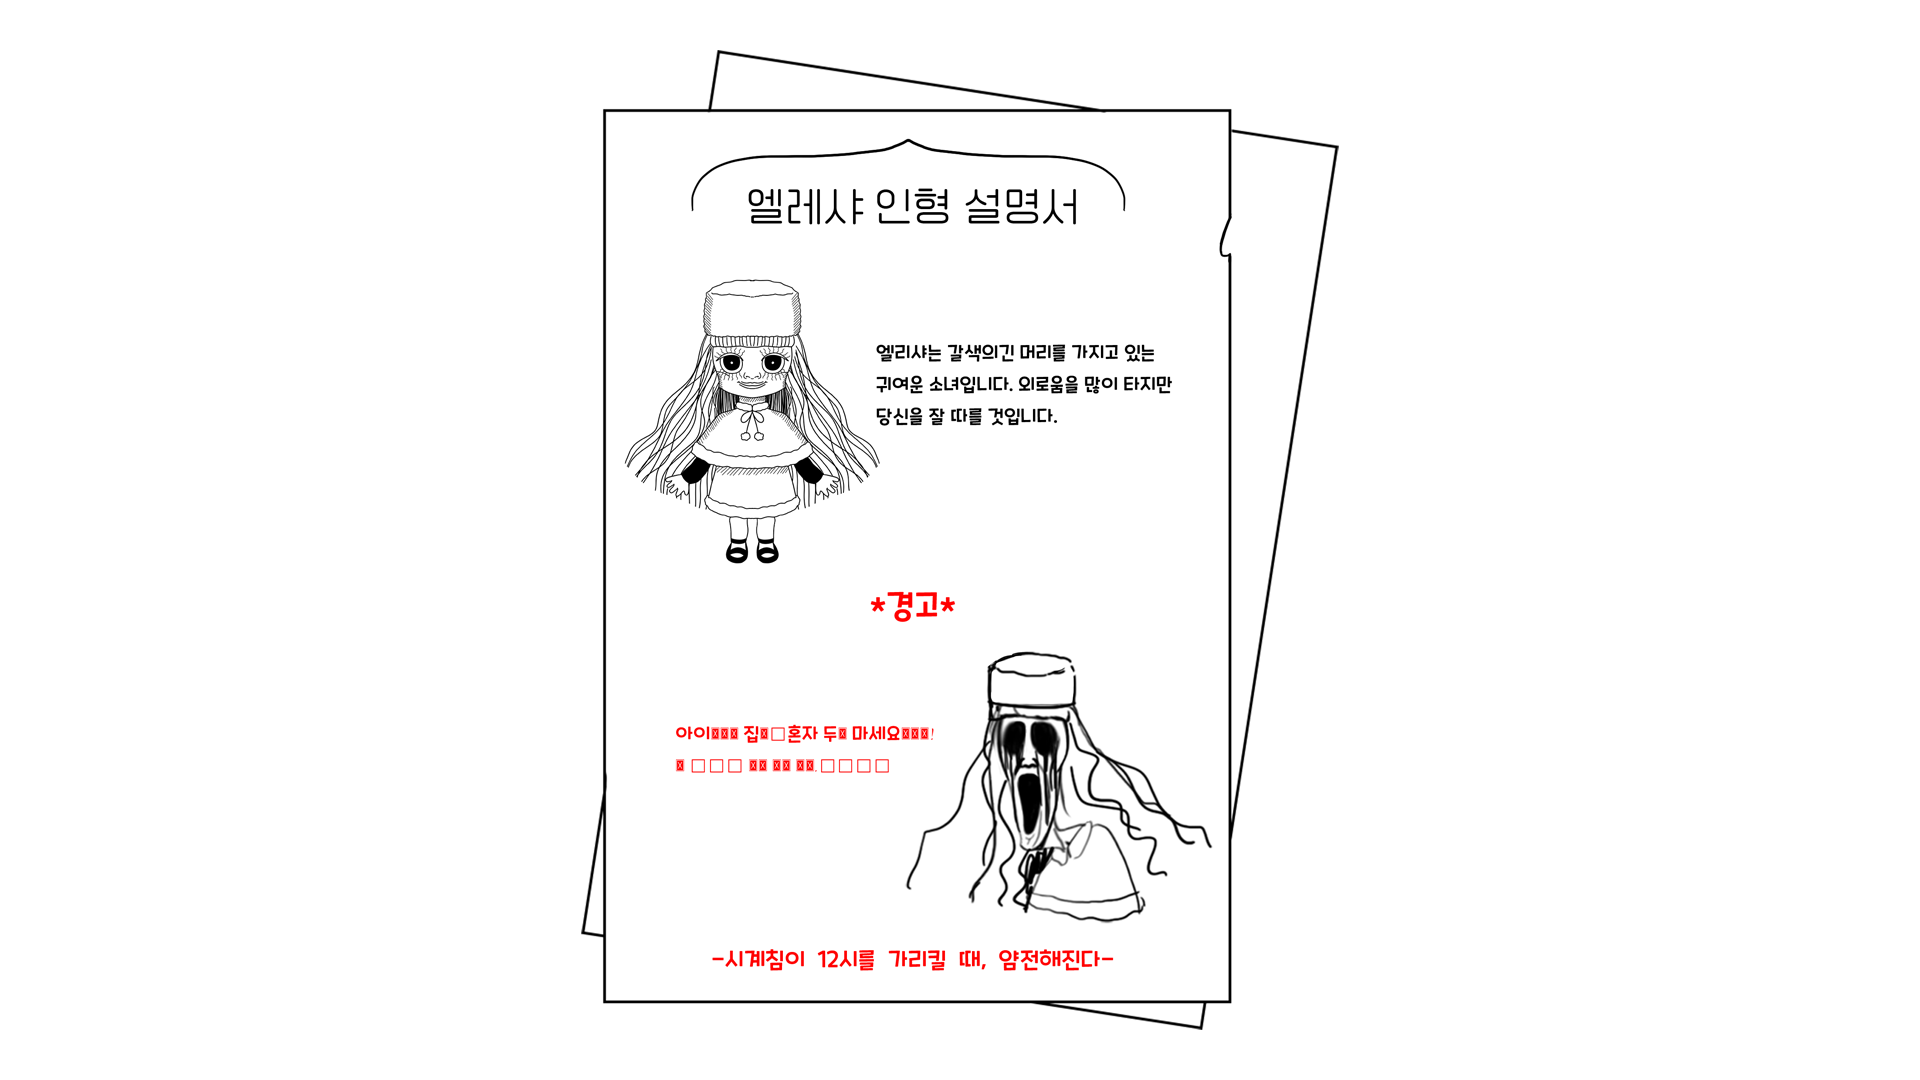 엘레샤 인형 설명서
엘리샤는 갈색의긴 머리를 가지고 있는
귀여운 소녀입니다. 외로움을 많이 타지만
당신을 잘 따를 것입니다.
*경고*
아이 집 □혼자 두 마세요 !
□□□ . □□□□
-시계침이 12시를 가리킬 때, 얌전해진다-